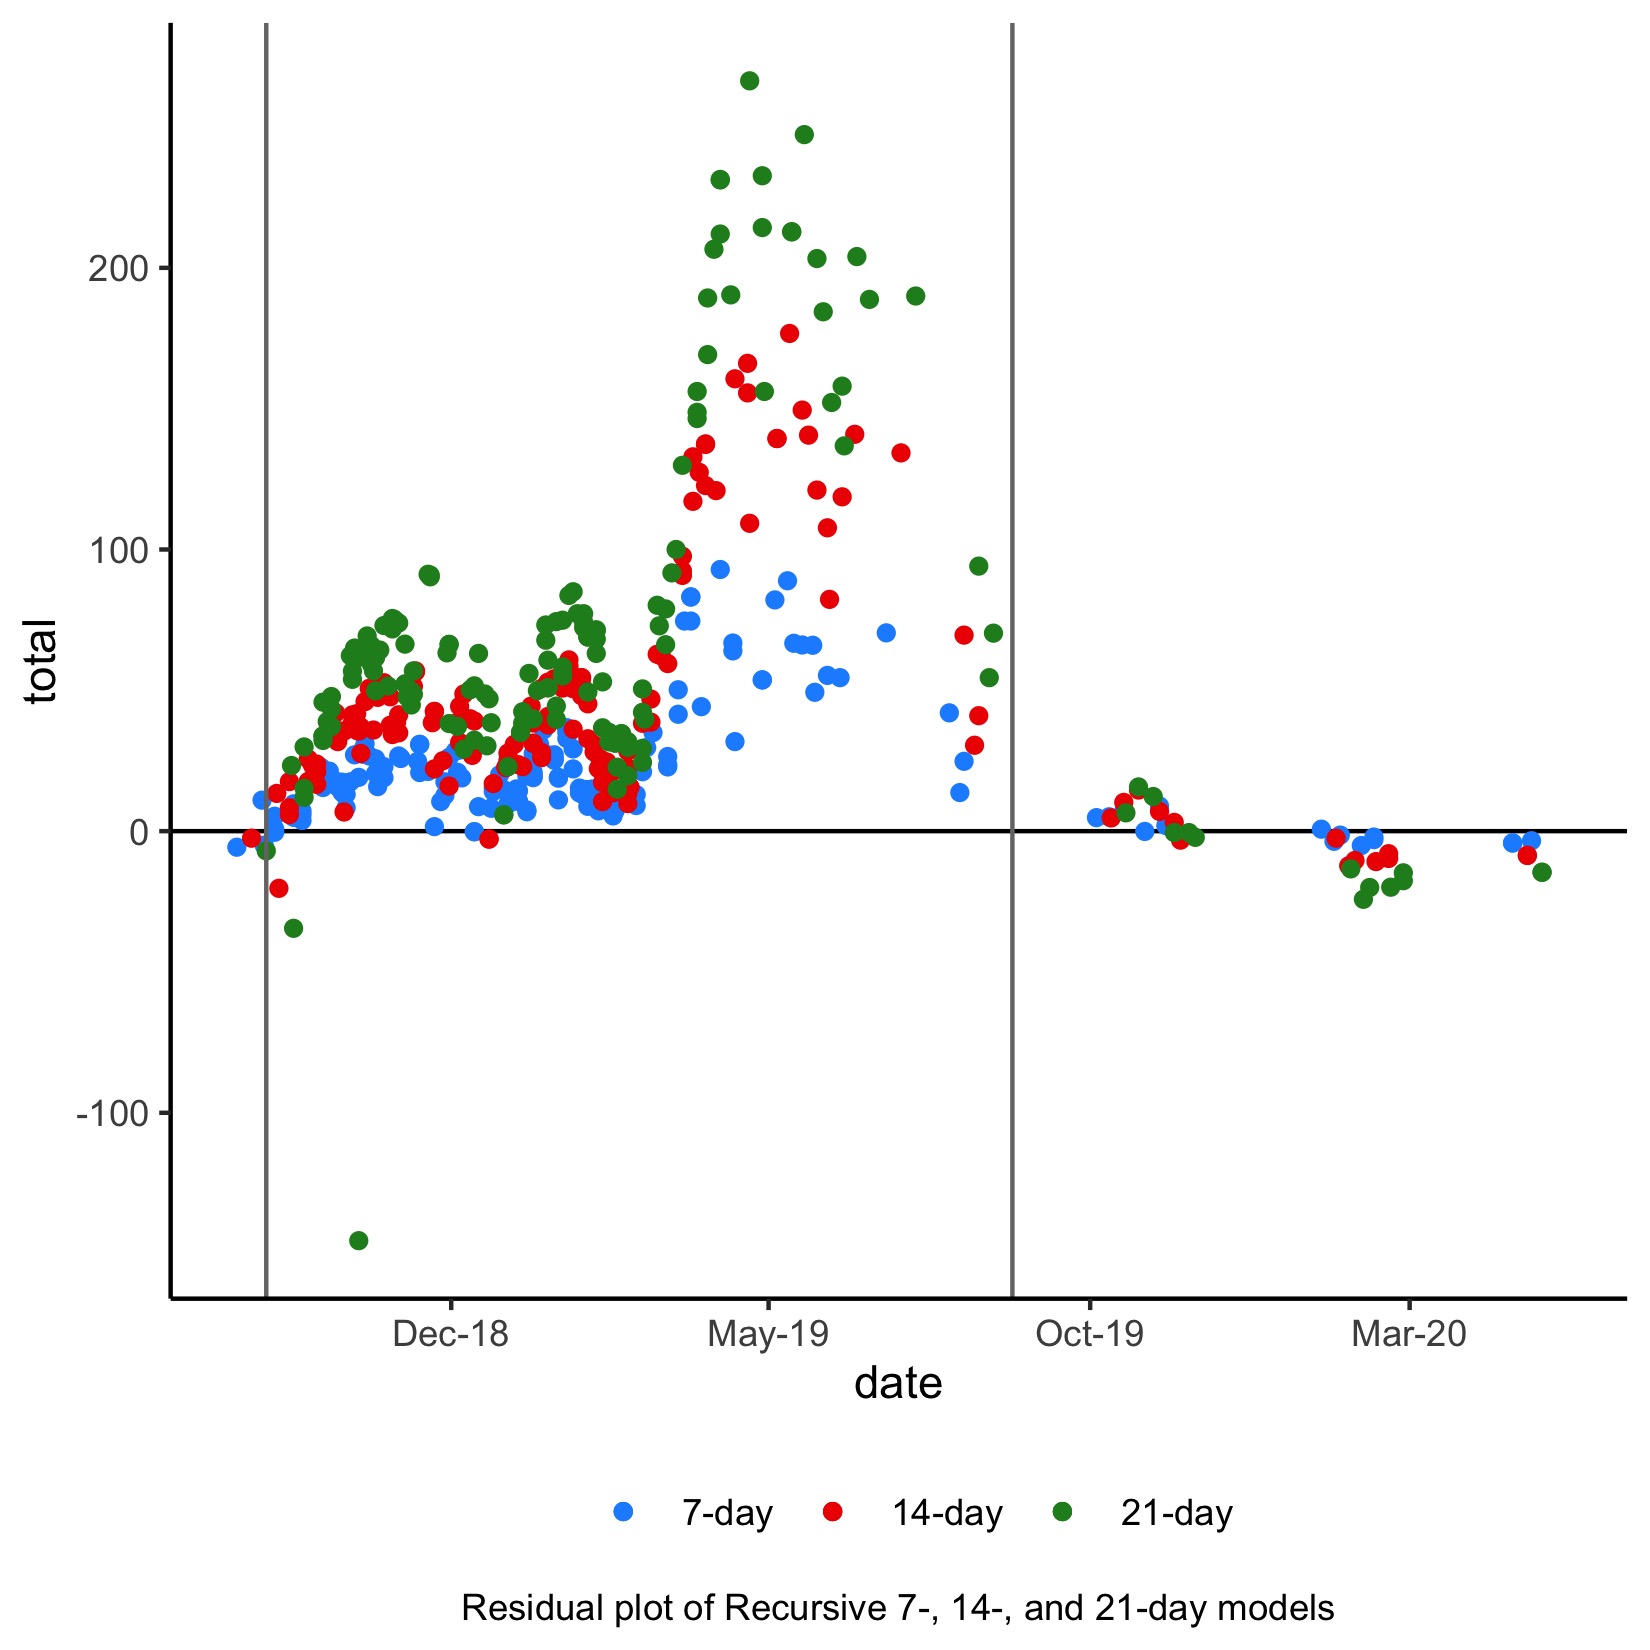 total
200
100
0
-100
Dec-18 May-19 Oct-19 Mar-20
date
7-day 14-day 21-day
Residual plot of Recursive 7-, 14-, and 21-day models